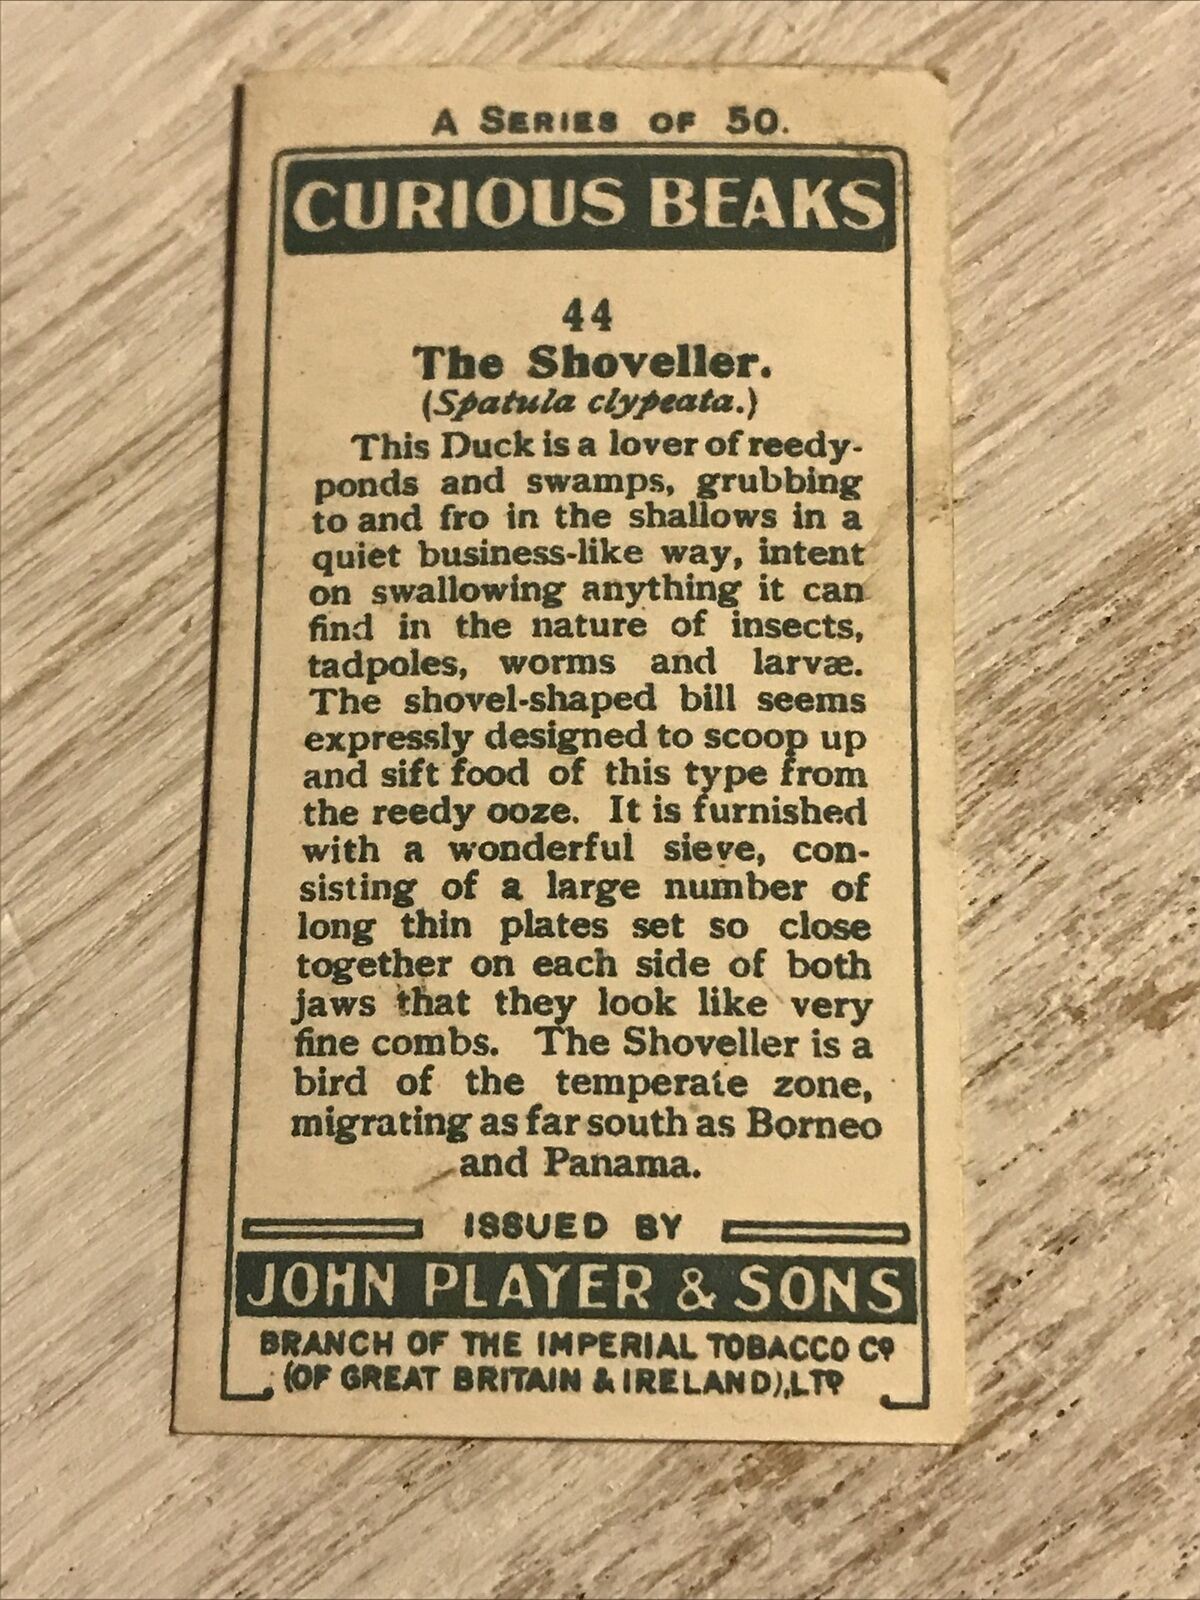 A SERIES OF 50.
CURIOUS BEAKS
44
The Shoveller.
(Spatula clypeata.)
This Duck is a lover of reedy-
ponds and swamps, grubbing
to and fro in the shallows in a
quiet business-like way, intent
on swallowing anything it can
find in the nature of insects,
tadpoles, worms and larvæ.
The shovel-shaped bill seems
expressly designed to scoop up
and sift food of this type from
the reedy ooze. It is furnished
with a wonderful sieve, con-
sisting of a large number of
long thin plates set so close
together on each side of both
jaws that they look like very
fine combs. The Shoveller is a
bird of the temperate zone,
migrating as far south as Borneo
and Panama.
ISSUED BY
JOHN PLAYER & SONS
BRANCH OF THE IMPERIAL TOBACCO CO
(OF GREAT BRITAIN & IRELAND), LTD